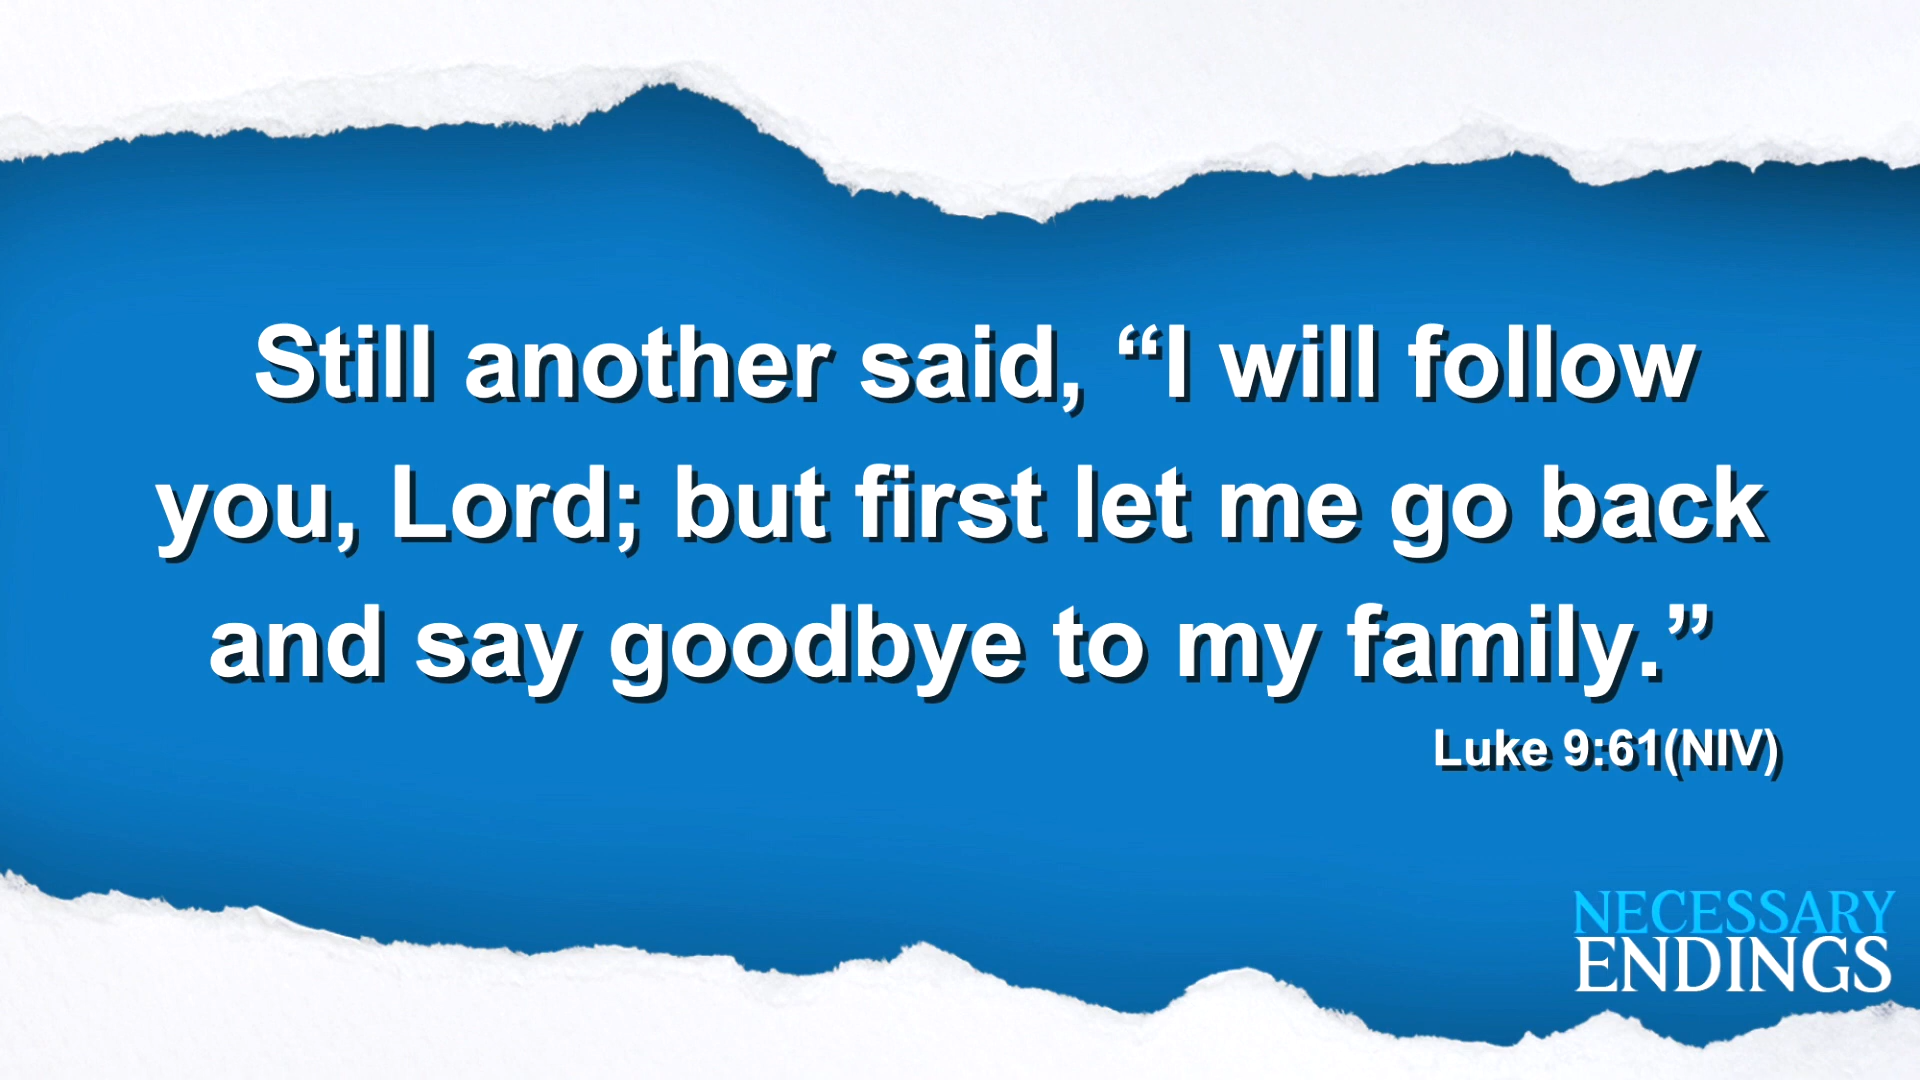 Still another said, “I will follow
you, Lord; but first let me go back
and say goodbye to my family.”
Luke 9:61(NIV)
NECESSARY
ENDINGS